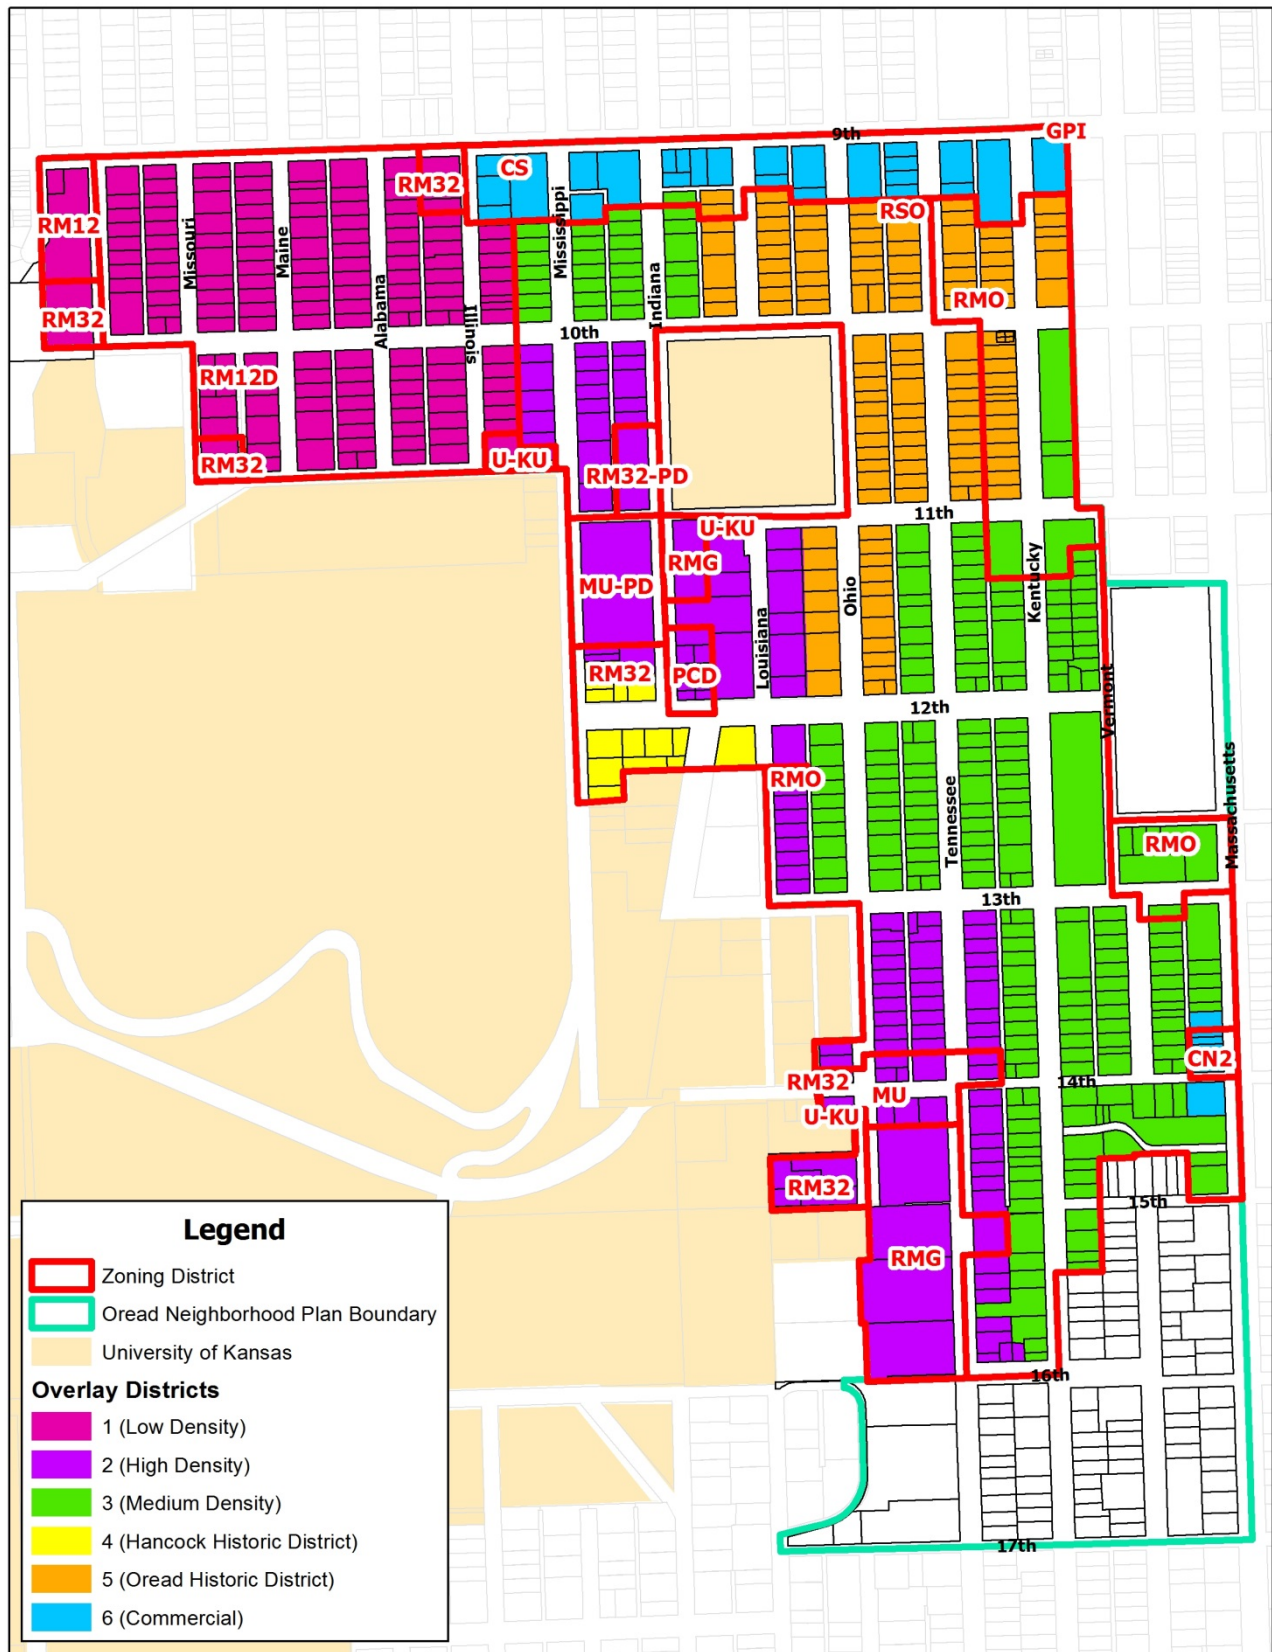 9th
GPI
CS
RM32
RM12
RSO
Missouri
Maine
Mississippi
Indiana
Alabama
Illinois
RMO
RM32
10th
RM12D
RM32
U-KU
RM32-PD
11th
U-KU
RMG
MU-PD
Ohio
Kentucky
Louisiana
RM32
PCD
12th
Vermont
RMO
Tennessee
Massachusetts
RMO
13th
CN2
RM32
14th
MU
U-KU
RM32
15th
RMG
16th
17th
Legend
Zoning District
Oread Neighborhood Plan Boundary
University of Kansas
Overlay Districts
1 (Low Density)
2 (High Density)
3 (Medium Density)
4 (Hancock Historic District)
5 (Oread Historic District)
6 (Commercial)